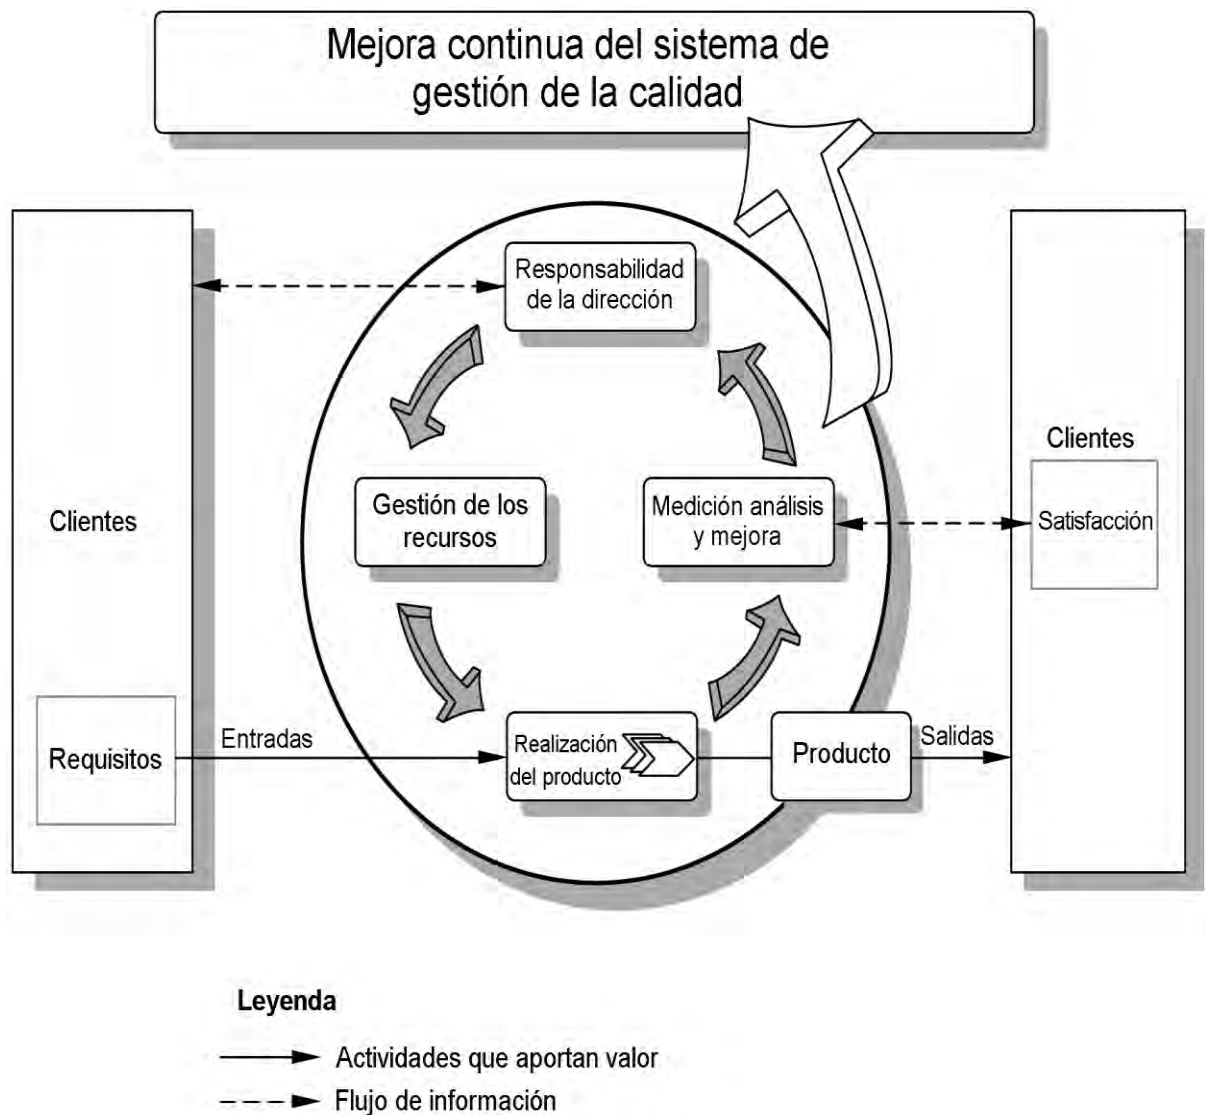 Mejora continua del sistema de
gestión de la calidad
Responsabilidad
de la dirección
Clientes
Gestión de los
recursos
Medición análisis
y mejora
Clientes
Satisfacción
Requisitos
Entradas
Realización
del producto
Producto
Salidas
Leyenda
Actividades que aportan valor
Flujo de información